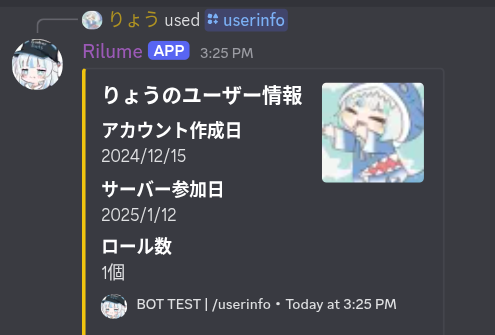 りょう used userinfo
Rilume APP 3:25 PM
りょうのユーザー情報
アカウント作成日
2024/12/15
サーバー参加日
2025/1/12
ロール数
1個
BOT TEST | /userinfo • Today at 3:25 PM